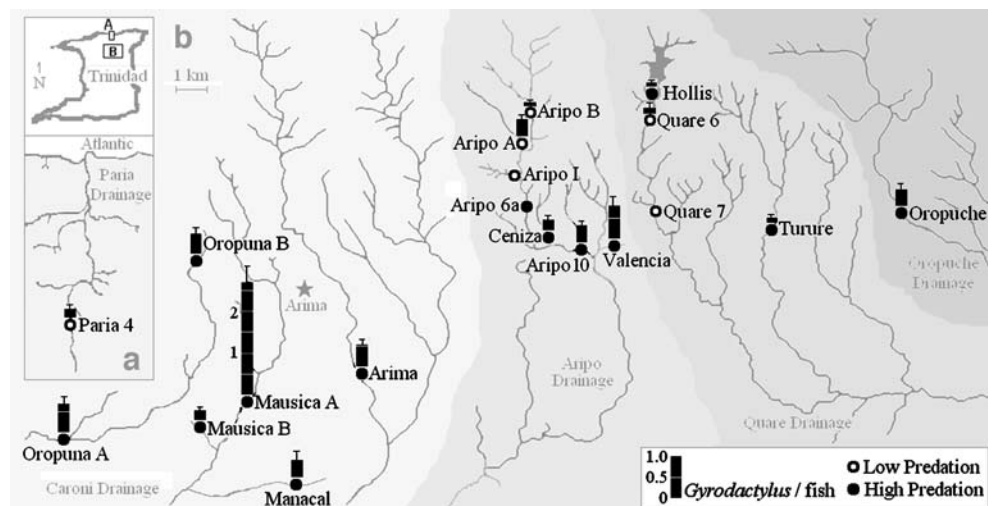 A
B
N
Trinidad
Atlantic
Paria
Drainage
Paria 4
a
b
1 km
Oropuna B
2
1
Arima
Arima
Mausica A
Mausica B
Oropuna A
Caroni Drainage
Manacal
Aripo B
Aripo A
Aripo 1
Aripo 6a
Ceniza
Aripo 10
Valencia
Aripo
Drainage
Hollis
Quare 6
Quare 7
Turure
Oropuche
Oropuche
Drainage
Quare Drainage
1.0
0.5
0
Gyrodactylus / fish
Low Predation
High Predation